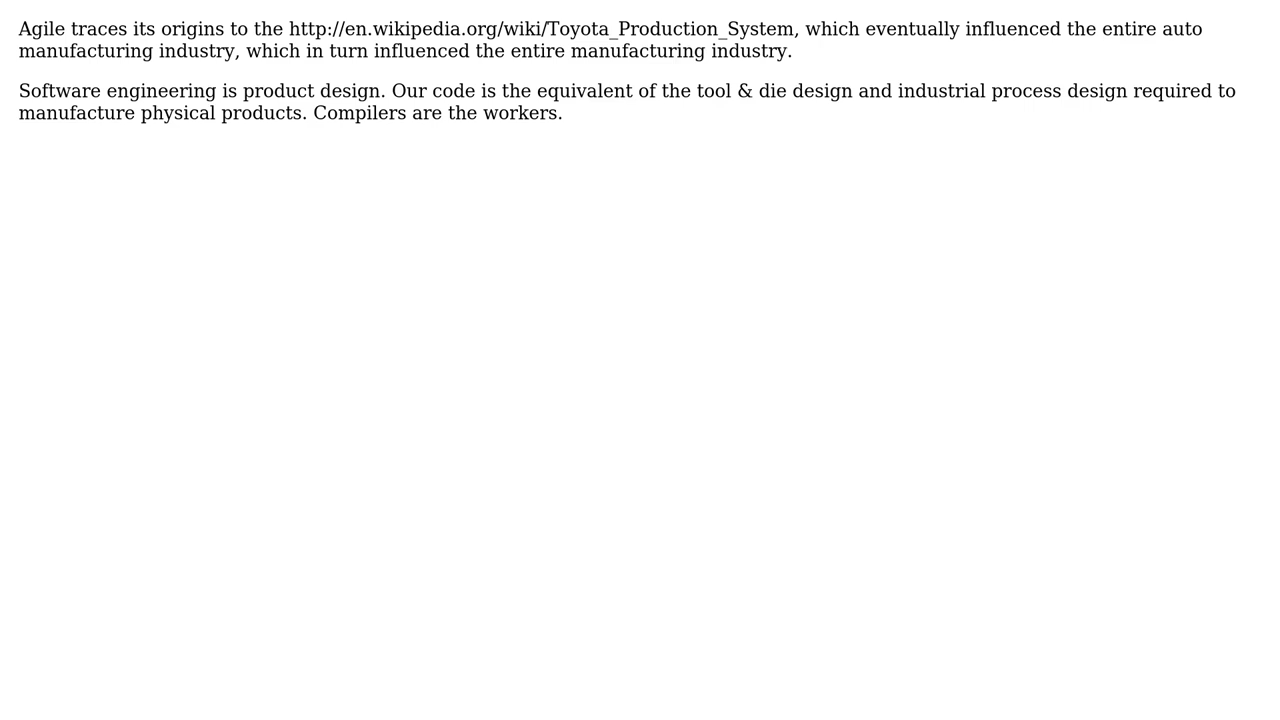 Agile traces its origins to the http://en.wikipedia.org/wiki/Toyota_Production_System, which eventually influenced the entire auto
manufacturing industry, which in turn influenced the entire manufacturing industry.
Software engineering is product design. Our code is the equivalent of the tool & die design and industrial process design required to
manufacture physical products. Compilers are the workers.